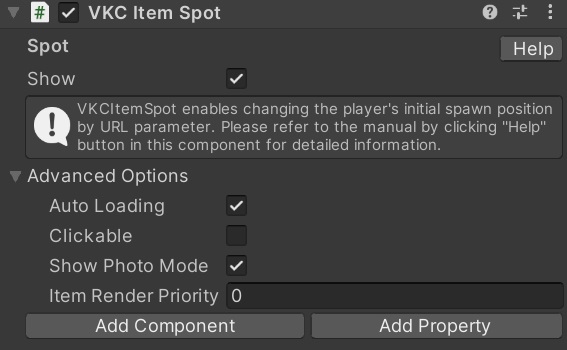 # VKC Item Spot
Spot
Help
Show
VKCItemSpot enables changing the player's initial spawn position
by URL parameter. Please refer to the manual by clicking "Help"
button in this component for detailed information.
Advanced Options
Auto Loading
Clickable
Show Photo Mode
Item Render Priority 0
Add Component Add Property